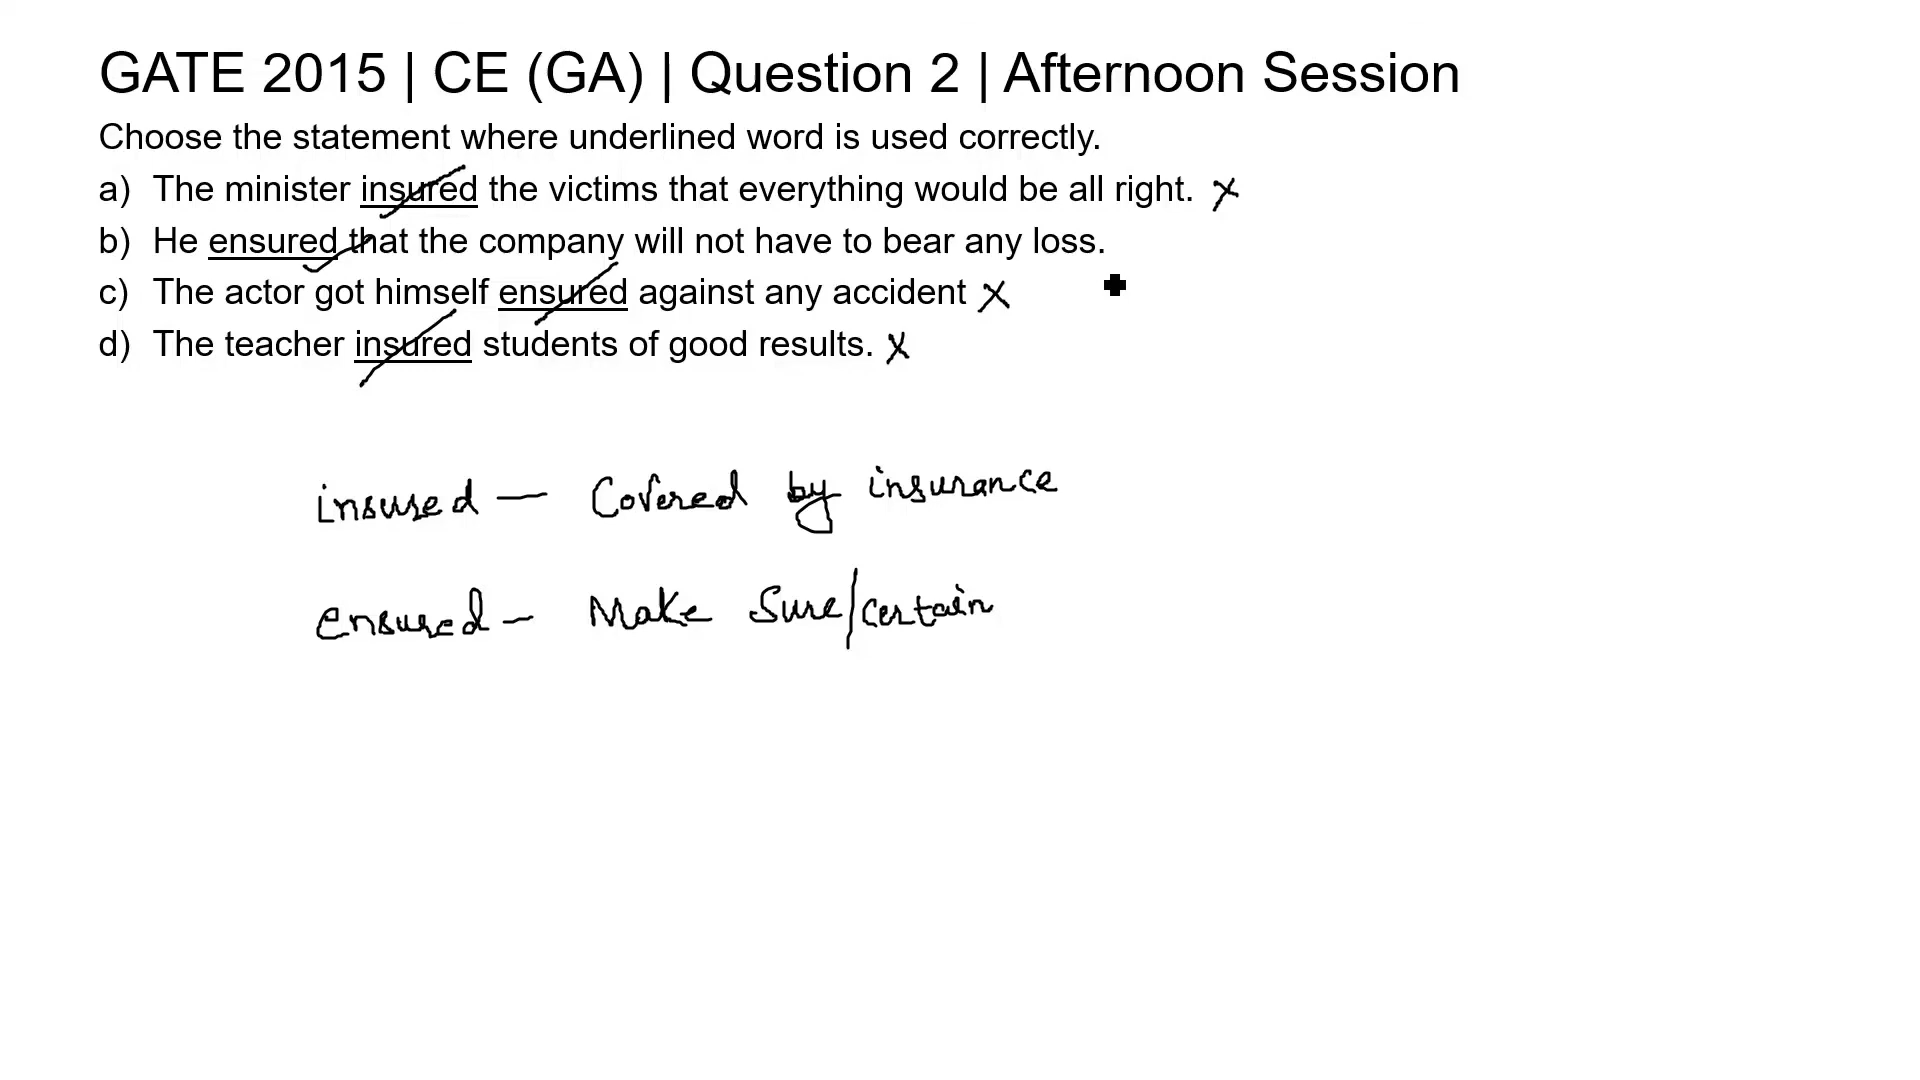 GATE 2015 | CE (GA) | Question 2 | Afternoon Session
Choose the statement where underlined word is used correctly.
a) The minister insured the victims that everything would be all right. X
b) He ensured that the company will not have to bear any loss.
c) The actor got himself ensured against any accident X
d) The teacher insured students of good results. X
insured — Covered by insurance
ensured — Make Sure/certain